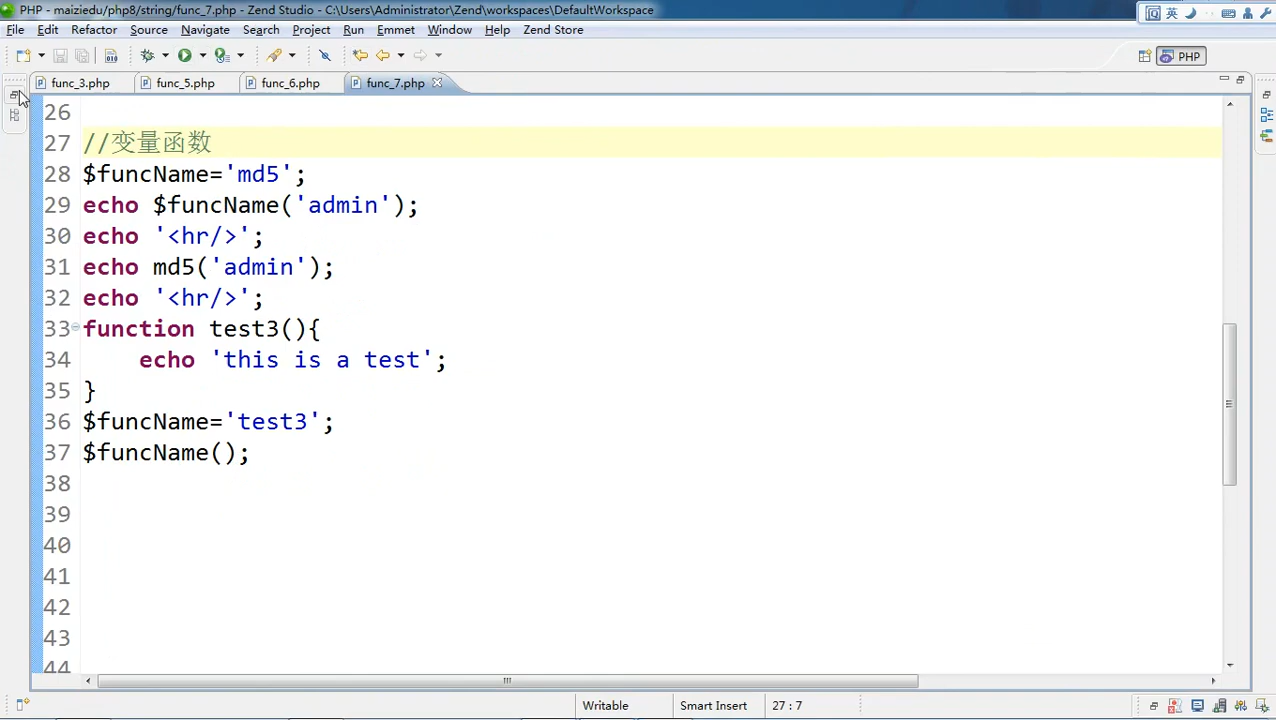 PHP - maiziedu/php8/string/func_7.php - Zend Studio - C:\Users\Administrator\Zend\workspaces\DefaultWorkspace
英
File Edit Refactor Source Navigate Search Project Run Emmet Window Help Zend Store
PHP
func_3.php func_5.php func_6.php func_7.php
26
27 //变量函数
28 $funcName='md5';
29 echo $funcName('admin');
30 echo '<hr/>';
31 echo md5('admin');
32 echo '<hr/>';
33 function test3(){
34 echo 'this is a test';
35 }
36 $funcName='test3';
37 $funcName();
38
39
40
41
42
43
44
Writable Smart Insert 27 : 7